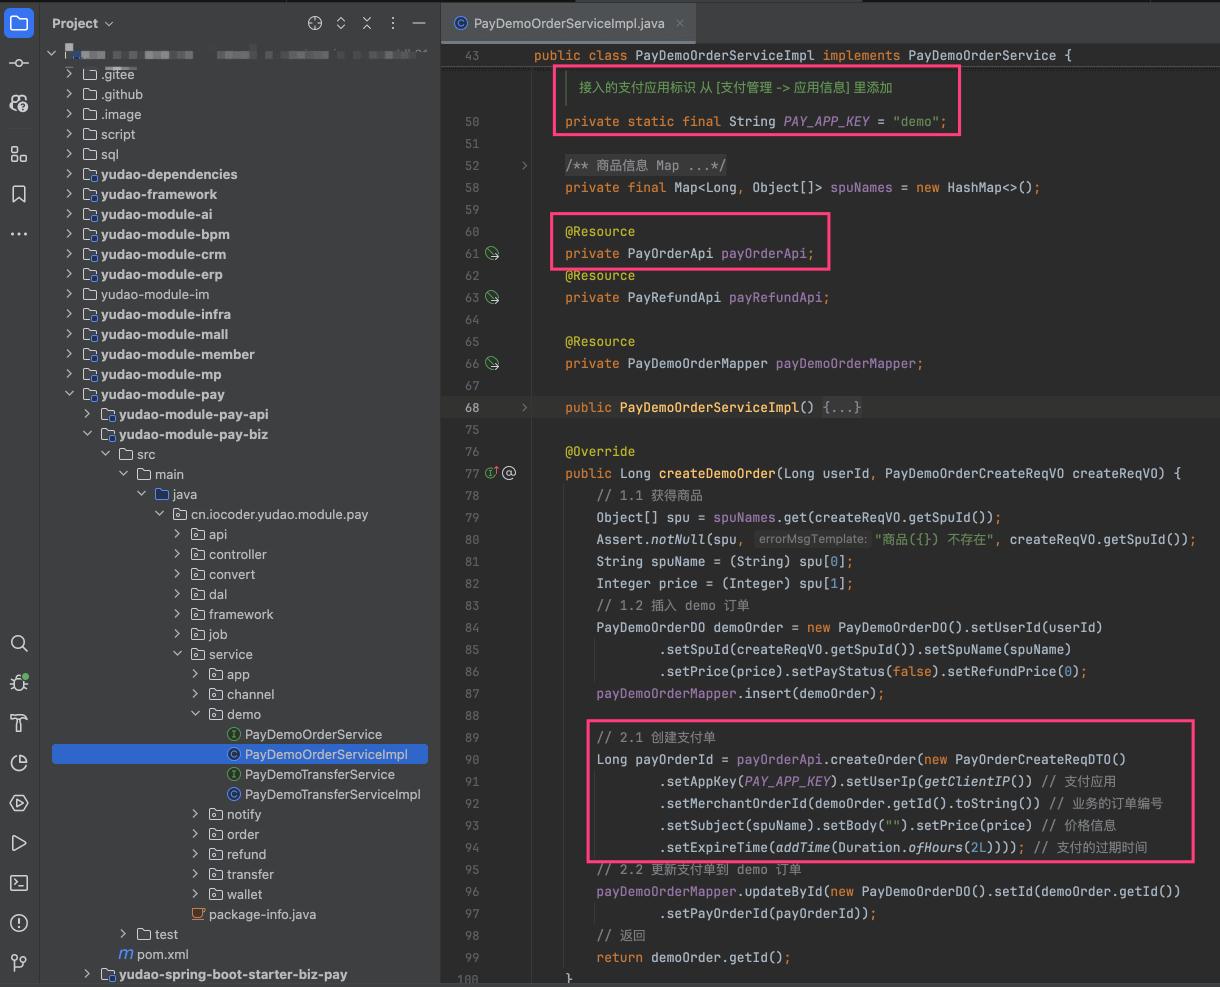 Project
.gitee
.github
.image
script
sql
yudao-dependencies
yudao-framework
yudao-module-ai
yudao-module-bpm
yudao-module-crm
yudao-module-erp
yudao-module-im
yudao-module-infra
yudao-module-mall
yudao-module-member
yudao-module-mp
yudao-module-pay
yudao-module-pay-api
yudao-module-pay-biz
src
main
java
cn.iocoder.yudao.module.pay
api
controller
convert
dal
framework
job
service
app
channel
demo
PayDemoOrderService
PayDemoOrderServiceImpl
PayDemoTransferService
PayDemoTransferServiceImpl
notify
order
refund
transfer
wallet
package-info.java
test
pom.xml
yudao-spring-boot-starter-biz-pay
PayDemoOrderServiceImpl.java
43 public class PayDemoOrderServiceImpl implements PayDemoOrderService {
接入的支付应用标识 从 [支付管理 -> 应用信息] 里添加
50 private static final String PAY_APP_KEY = "demo";
51
52 /** 商品信息 Map ...*/
58 private final Map<Long, Object[]> spuNames = new HashMap<>();
59
60 @Resource
61 private PayOrderApi payOrderApi;
62 @Resource
63 private PayRefundApi payRefundApi;
64
65 @Resource
66 private PayDemoOrderMapper payDemoOrderMapper;
67
68 public PayDemoOrderServiceImpl() {...}
75
76 @Override
77 public Long createDemoOrder(Long userId, PayDemoOrderCreateReqVO createReqVO) {
78 // 1.1 获得商品
79 Object[] spu = spuNames.get(createReqVO.getSpuId());
80 Assert.notNull(spu, errorMsgTemplate: "商品({}) 不存在", createReqVO.getSpuId());
81 String spuName = (String) spu[0];
82 Integer price = (Integer) spu[1];
83 // 1.2 插入 demo 订单
84 PayDemoOrderDO demoOrder = new PayDemoOrderDO().setUserId(userId)
85 .setSpuId(createReqVO.getSpuId()).setSpuName(spuName)
86 .setPrice(price).setPayStatus(false).setRefundPrice(0);
87 payDemoOrderMapper.insert(demoOrder);
88
89 // 2.1 创建支付单
90 Long payOrderId = payOrderApi.createOrder(new PayOrderCreateReqDTO()
91 .setAppKey(PAY_APP_KEY).setUserIp(getClientIP()) // 支付应用
92 .setMerchantOrderId(demoOrder.getId().toString()) // 业务的订单编号
93 .setSubject(spuName).setBody("").setPrice(price) // 价格信息
94 .setExpireTime(addTime(Duration.ofHours(2L)))); // 支付的过期时间
95 // 2.2 更新支付单到 demo 订单
96 payDemoOrderMapper.updateById(new PayDemoOrderDO().setId(demoOrder.getId())
97 .setPayOrderId(payOrderId));
98 // 返回
99 return demoOrder.getId();
100 }